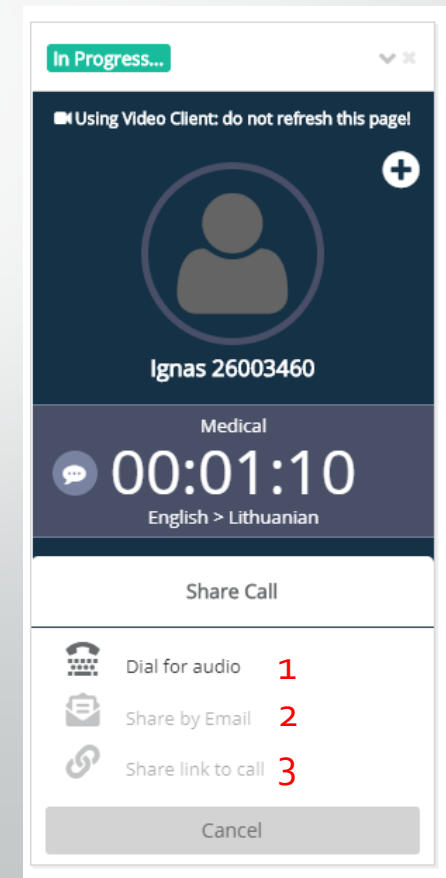 In Progress...
Using Video Client: do not refresh this page!
Ignas 26003460
Medical
00:01:10
English > Lithuanian
Share Call
Dial for audio 1
Share by Email 2
Share link to call 3
Cancel